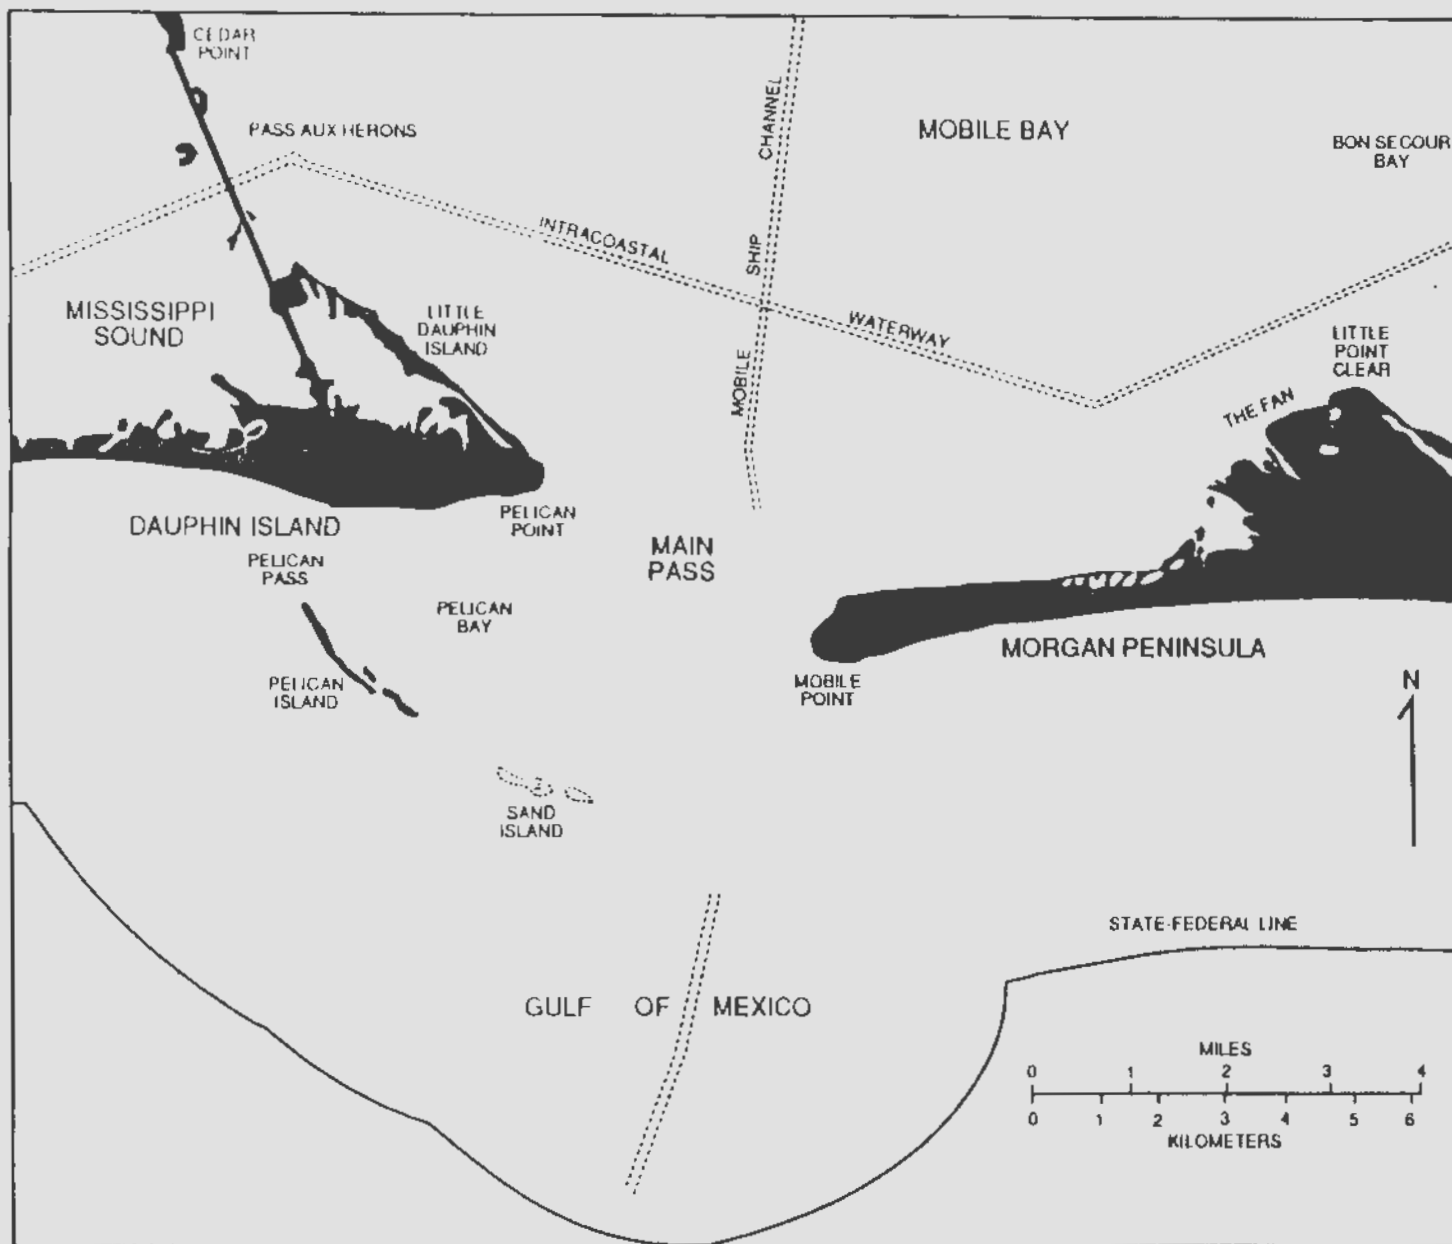 CEDAR
POINT
PASS AUX HERONS
MOBILE BAY
BON SECOUR
BAY
MOBILE SHIP CHANNEL
INTRACOASTAL WATERWAY
MISSISSIPPI
SOUND
LITTLE
DAUPHIN
ISLAND
LITTLE
POINT
CLEAR
THE FAN
DAUPHIN ISLAND
PELICAN
POINT
PELICAN
PASS
MAIN
PASS
PELICAN
BAY
MORGAN PENINSULA
PELICAN
ISLAND
MOBILE
POINT
N
SAND
ISLAND
STATE-FEDERAL LINE
GULF OF MEXICO
MILES
0 1 2 3 4
0 1 2 3 4 5 6
KILOMETERS